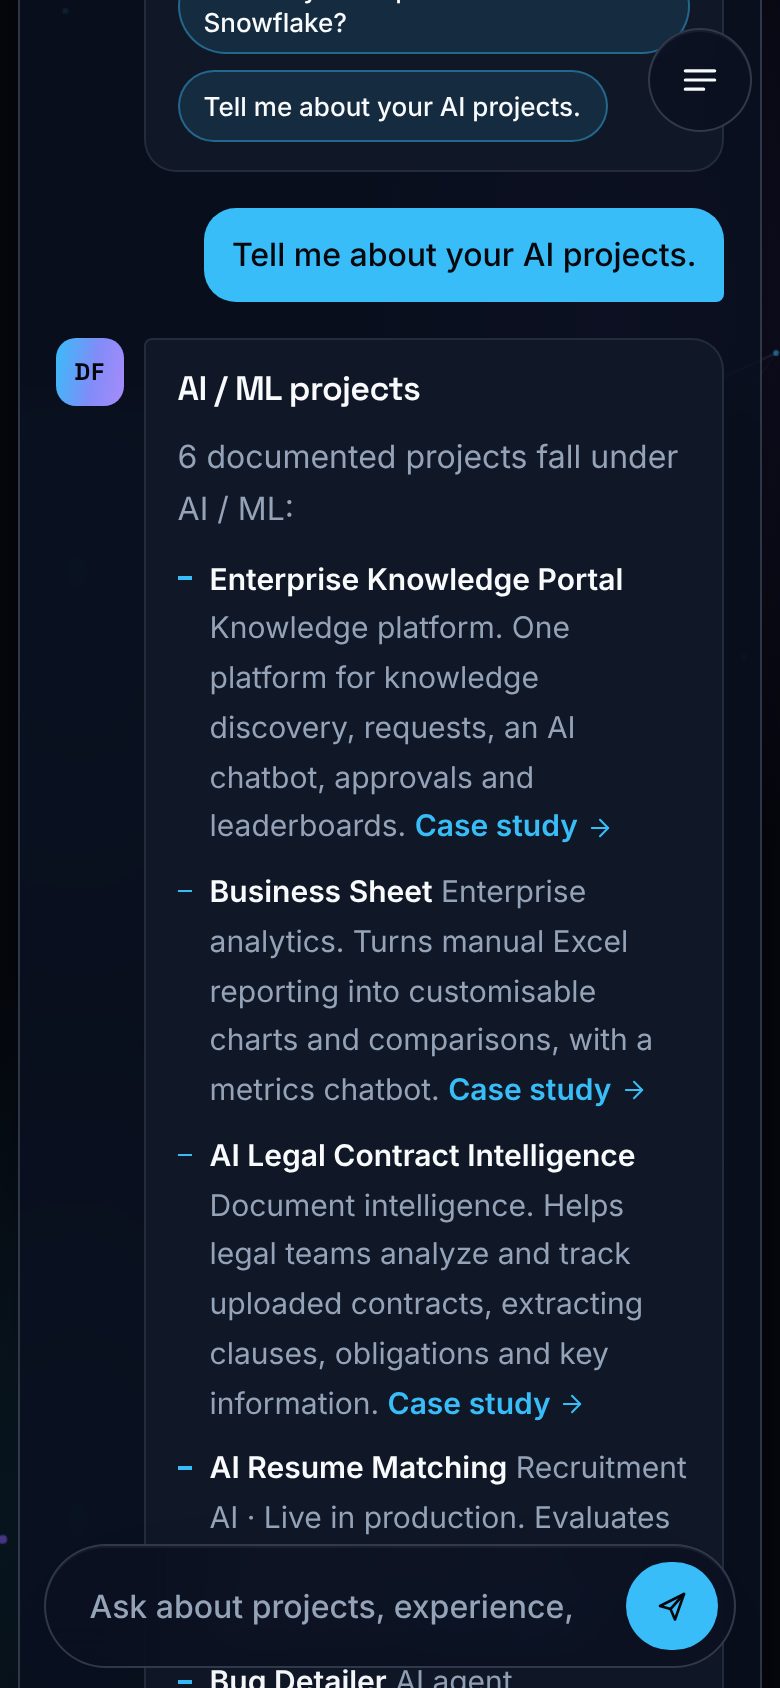 Snowflake?
Tell me about your AI projects.
Tell me about your AI projects.
DF
AI / ML projects
6 documented projects fall under
AI / ML:
Enterprise Knowledge Portal
Knowledge platform. One
platform for knowledge
discovery, requests, an AI
chatbot, approvals and
leaderboards. Case study →
Business Sheet Enterprise
analytics. Turns manual Excel
reporting into customisable
charts and comparisons, with a
metrics chatbot. Case study →
AI Legal Contract Intelligence
Document intelligence. Helps
legal teams analyze and track
uploaded contracts, extracting
clauses, obligations and key
information. Case study →
AI Resume Matching Recruitment
AI · Live in production. Evaluates
Ask about projects, experience,
Bug Detailer AI agent